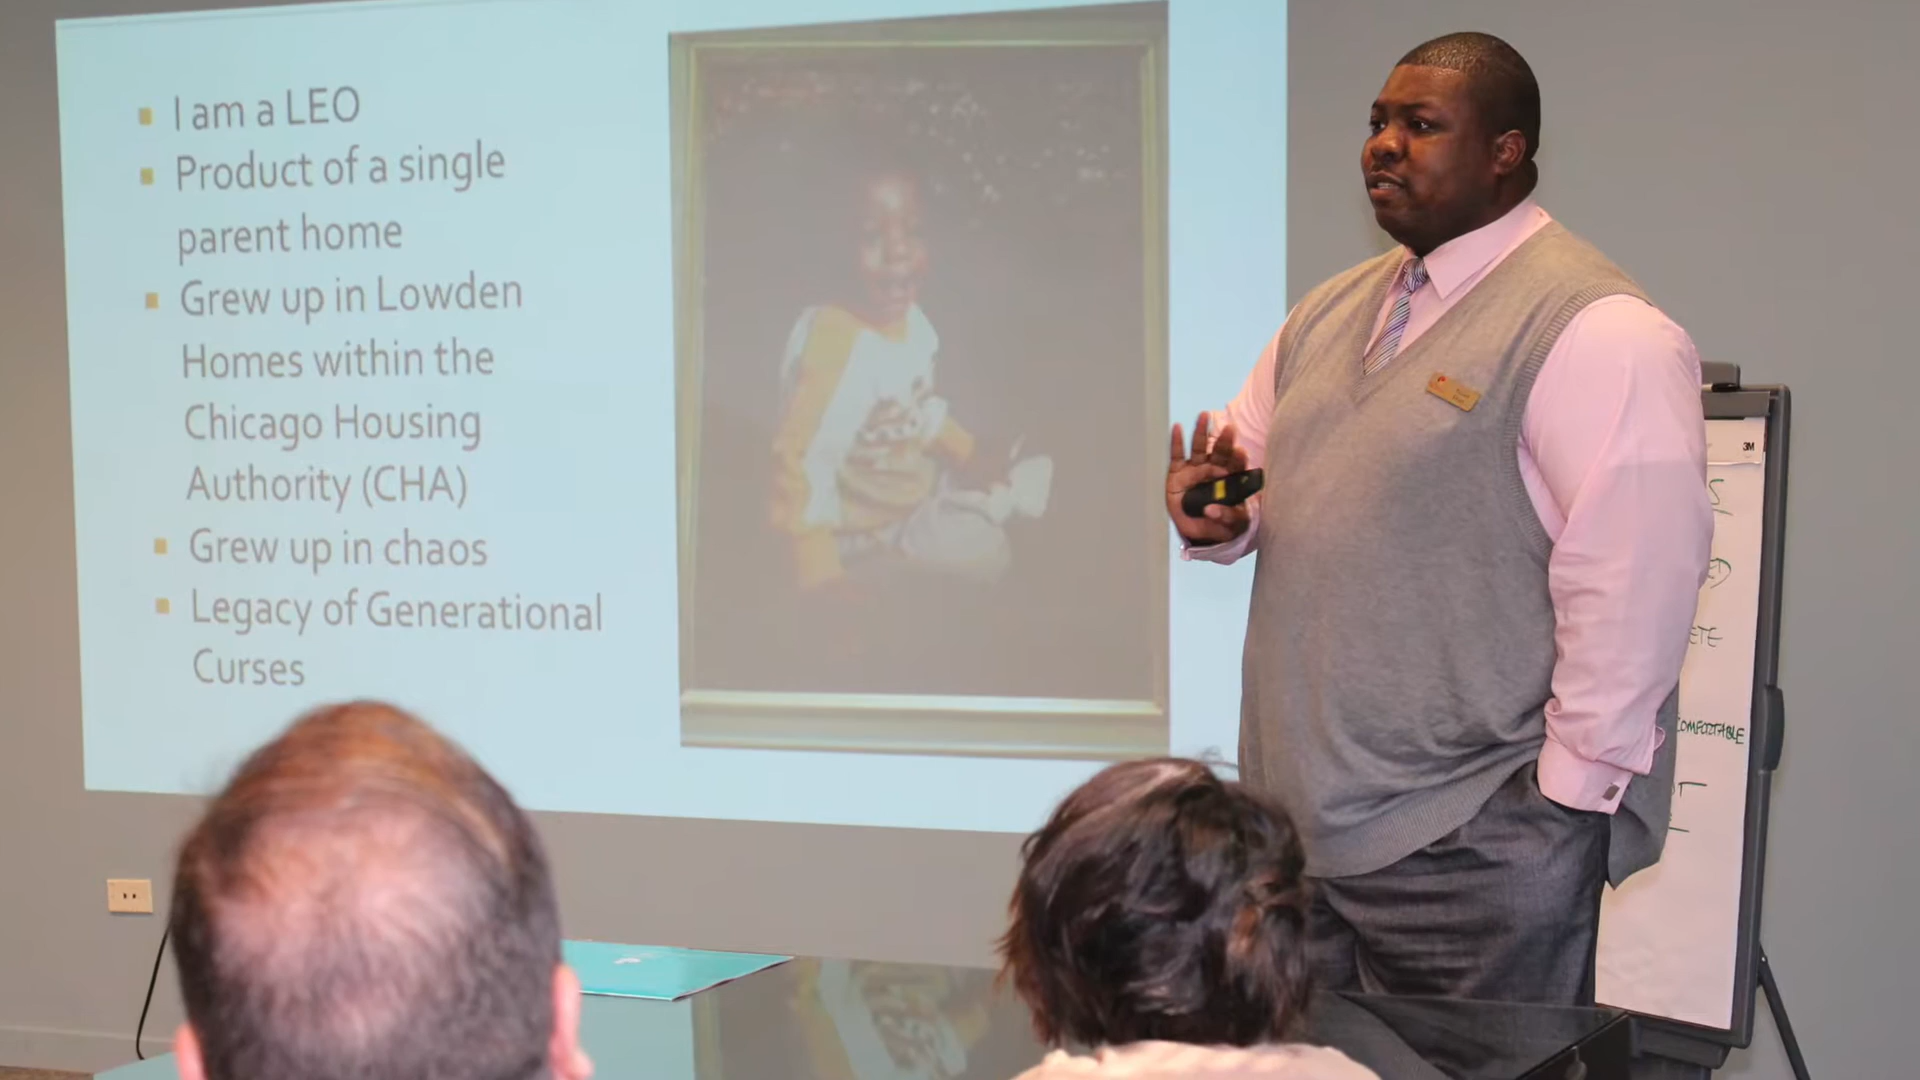 I am a LEO
Product of a single
parent home
Grew up in Lowden
Homes within the
Chicago Housing
Authority (CHA)
Grew up in chaos
Legacy of Generational
Curses
3M
COMFORTABLE